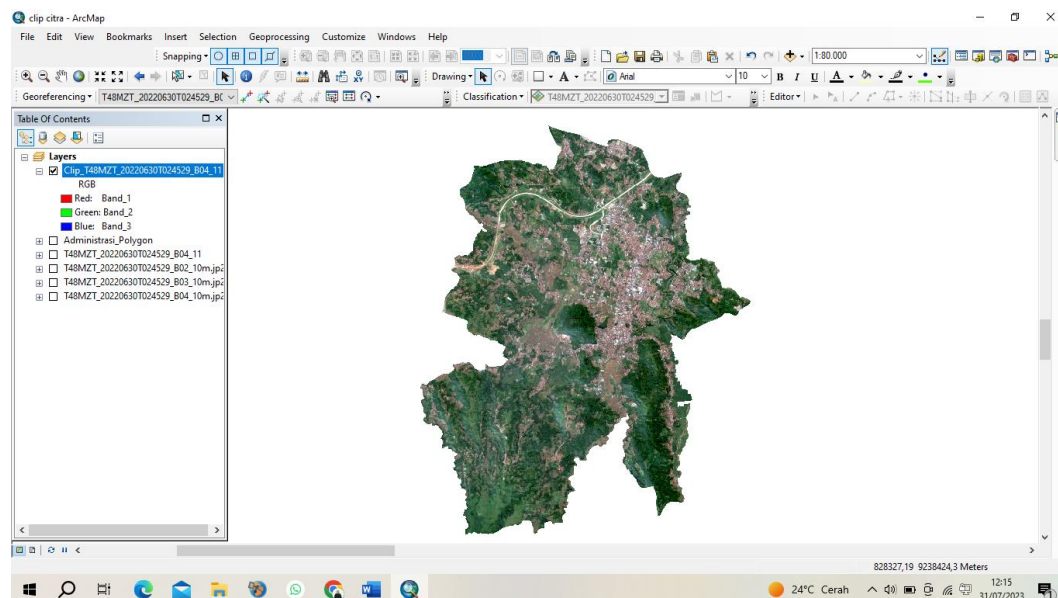 clip citra - ArcMap
File Edit View Bookmarks Insert Selection Geoprocessing Customize Windows Help
Snapping 1:80.000
Drawing A Arial 10 B I U A
Georeferencing T48MZT_20220630T024529_BC Classification T48MZT_20220630T024529_ Editor
Table Of Contents
Layers
Clip_T48MZT_20220630T024529_B04_11
RGB
Red: Band_1
Green: Band_2
Blue: Band_3
Administrasi_Polygon
T48MZT_20220630T024529_B04_11
T48MZT_20220630T024529_B02_10m.jp2
T48MZT_20220630T024529_B03_10m.jp2
T48MZT_20220630T024529_B04_10m.jp2
828327,19 9238424,3 Meters
24°C Cerah
12:15
31/07/2023